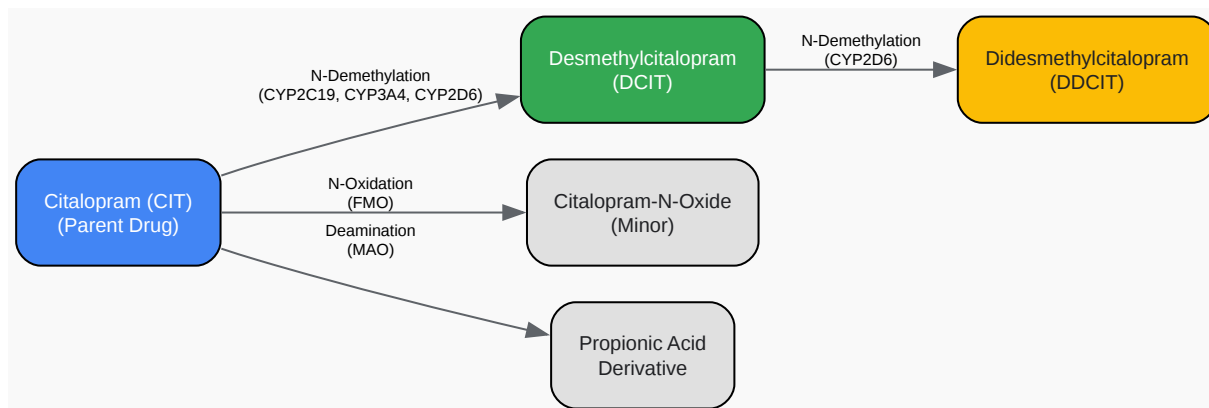 Desmethylcitalopram
(DCIT)
N-Demethylation
(CYP2D6)
Didesmethylcitalopram
(DDCIT)
N-Demethylation
(CYP2C19, CYP3A4, CYP2D6)
Citalopram (CIT)
(Parent Drug)
N-Oxidation
(FMO)
Citalopram-N-Oxide
(Minor)
Deamination
(MAO)
Propionic Acid
Derivative